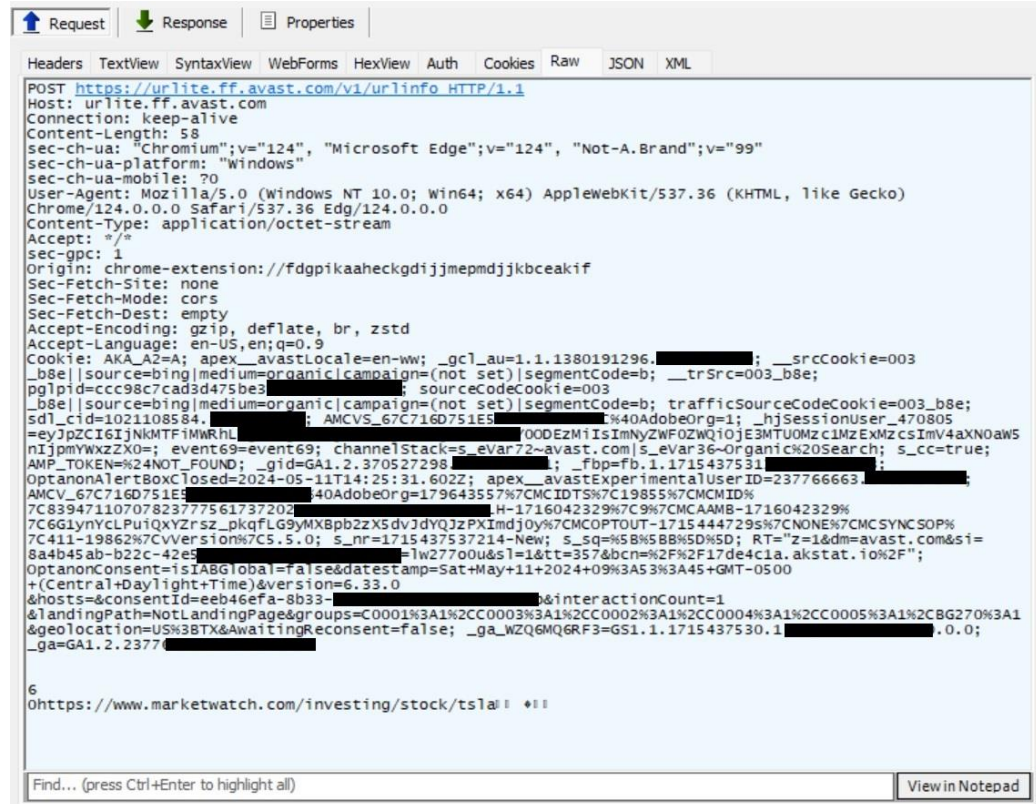 Request Response Properties
Headers TextView SyntaxView WebForms HexView Auth Cookies Raw JSON XML
POST https://urlite.ff.avast.com/v1/urlinfo HTTP/1.1
Host: urlite.ff.avast.com
Connection: keep-alive
Content-Length: 58
sec-ch-ua: "Chromium";v="124", "Microsoft Edge";v="124", "Not-A.Brand";v="99"
sec-ch-ua-platform: "Windows"
sec-ch-ua-mobile: ?0
User-Agent: Mozilla/5.0 (Windows NT 10.0; Win64; x64) AppleWebKit/537.36 (KHTML, like Gecko)
Chrome/124.0.0.0 Safari/537.36 Edg/124.0.0.0
Content-Type: application/octet-stream
Accept: */*
sec-gpc: 1
Origin: chrome-extension://fdgpikaaheckgdijjmepmdjjkbceakif
Sec-Fetch-Site: none
Sec-Fetch-Mode: cors
Sec-Fetch-Dest: empty
Accept-Encoding: gzip, deflate, br, zstd
Accept-Language: en-US,en;q=0.9
Cookie: AKA_A2=A; apex__avastLocale=en-ww; _gcl_au=1.1.1380191296. ; __srcCookie=003
_b8e||source=bing|medium=organic|campaign=(not set)|segmentCode=b; __trSrc=003_b8e;
pglpid=ccc98c7cad3d475be3 ; sourceCodeCookie=003
_b8e||source=bing|medium=organic|campaign=(not set)|segmentCode=b; trafficSourceCodeCookie=003_b8e;
sdl_cid=1021108584. ; AMCVS_67C716D751E5 C%40AdobeOrg=1; _hjSessionUser_470805
=eyJpZCI6IjNkMTFiMWRhL YOODEzMiIsImNyZWF0ZWQiOjE3MTU0Mzc1MzExMzcsImV4aXN0aW5
nIjpmYWxzZX0=; event69=event69; channelStack=s_eVar72~avast.com|s_eVar36~Organic%20Search; s_cc=true;
AMP_TOKEN=%24NOT_FOUND; _gid=GA1.2.370527298. 1; _fbp=fb.1.1715437531 ;
OptanonAlertBoxClosed=2024-05-11T14:25:31.602Z; apex__avastExperimentalUserID=237766663. ;
AMCV_67C716D751E5 %40AdobeOrg=179643557%7CMCIDTS%7C19855%7CMCMID%
7C83947110707823777561737202 LH-1716042329%7C9%7CMCAAMB-1716042329%
7C6G1ynYcLPuiQxYZrsz_pkqfLG9yMXBpb2zX5dvJdYQJzPXImdj0y%7CMCOPTOUT-1715444729s%7CNONE%7CMCSYNCSOP%
7C411-19862%7CvVersion%7C5.5.0; s_nr=1715437537214-New; s_sq=%5B%5BB%5D%5D; RT="z=1&dm=avast.com&si=
8a4b45ab-b22c-42e5 =lw277o0u&sl=1&tt=357&bcn=%2F%2F17de4c1a.akstat.io%2F";
OptanonConsent=isIABGlobal=false&datestamp=Sat+May+11+2024+09%3A53%3A45+GMT-0500
+(Central+Daylight+Time)&version=6.33.0
&hosts=&consentId=eeb46efa-8b33- &interactionCount=1
&landingPath=NotLandingPage&groups=C0001%3A1%2CC0003%3A1%2CC0002%3A1%2CC0004%3A1%2CC0005%3A1%2CBG270%3A1
&geolocation=US%3BTX&AwaitingReconsent=false; _ga_WZQ6MQ6RF3=GS1.1.1715437530.1 .0.0;
_ga=GA1.2.2377
6
0https://www.marketwatch.com/investing/stock/tsla
Find... (press Ctrl+Enter to highlight all) View in Notepad